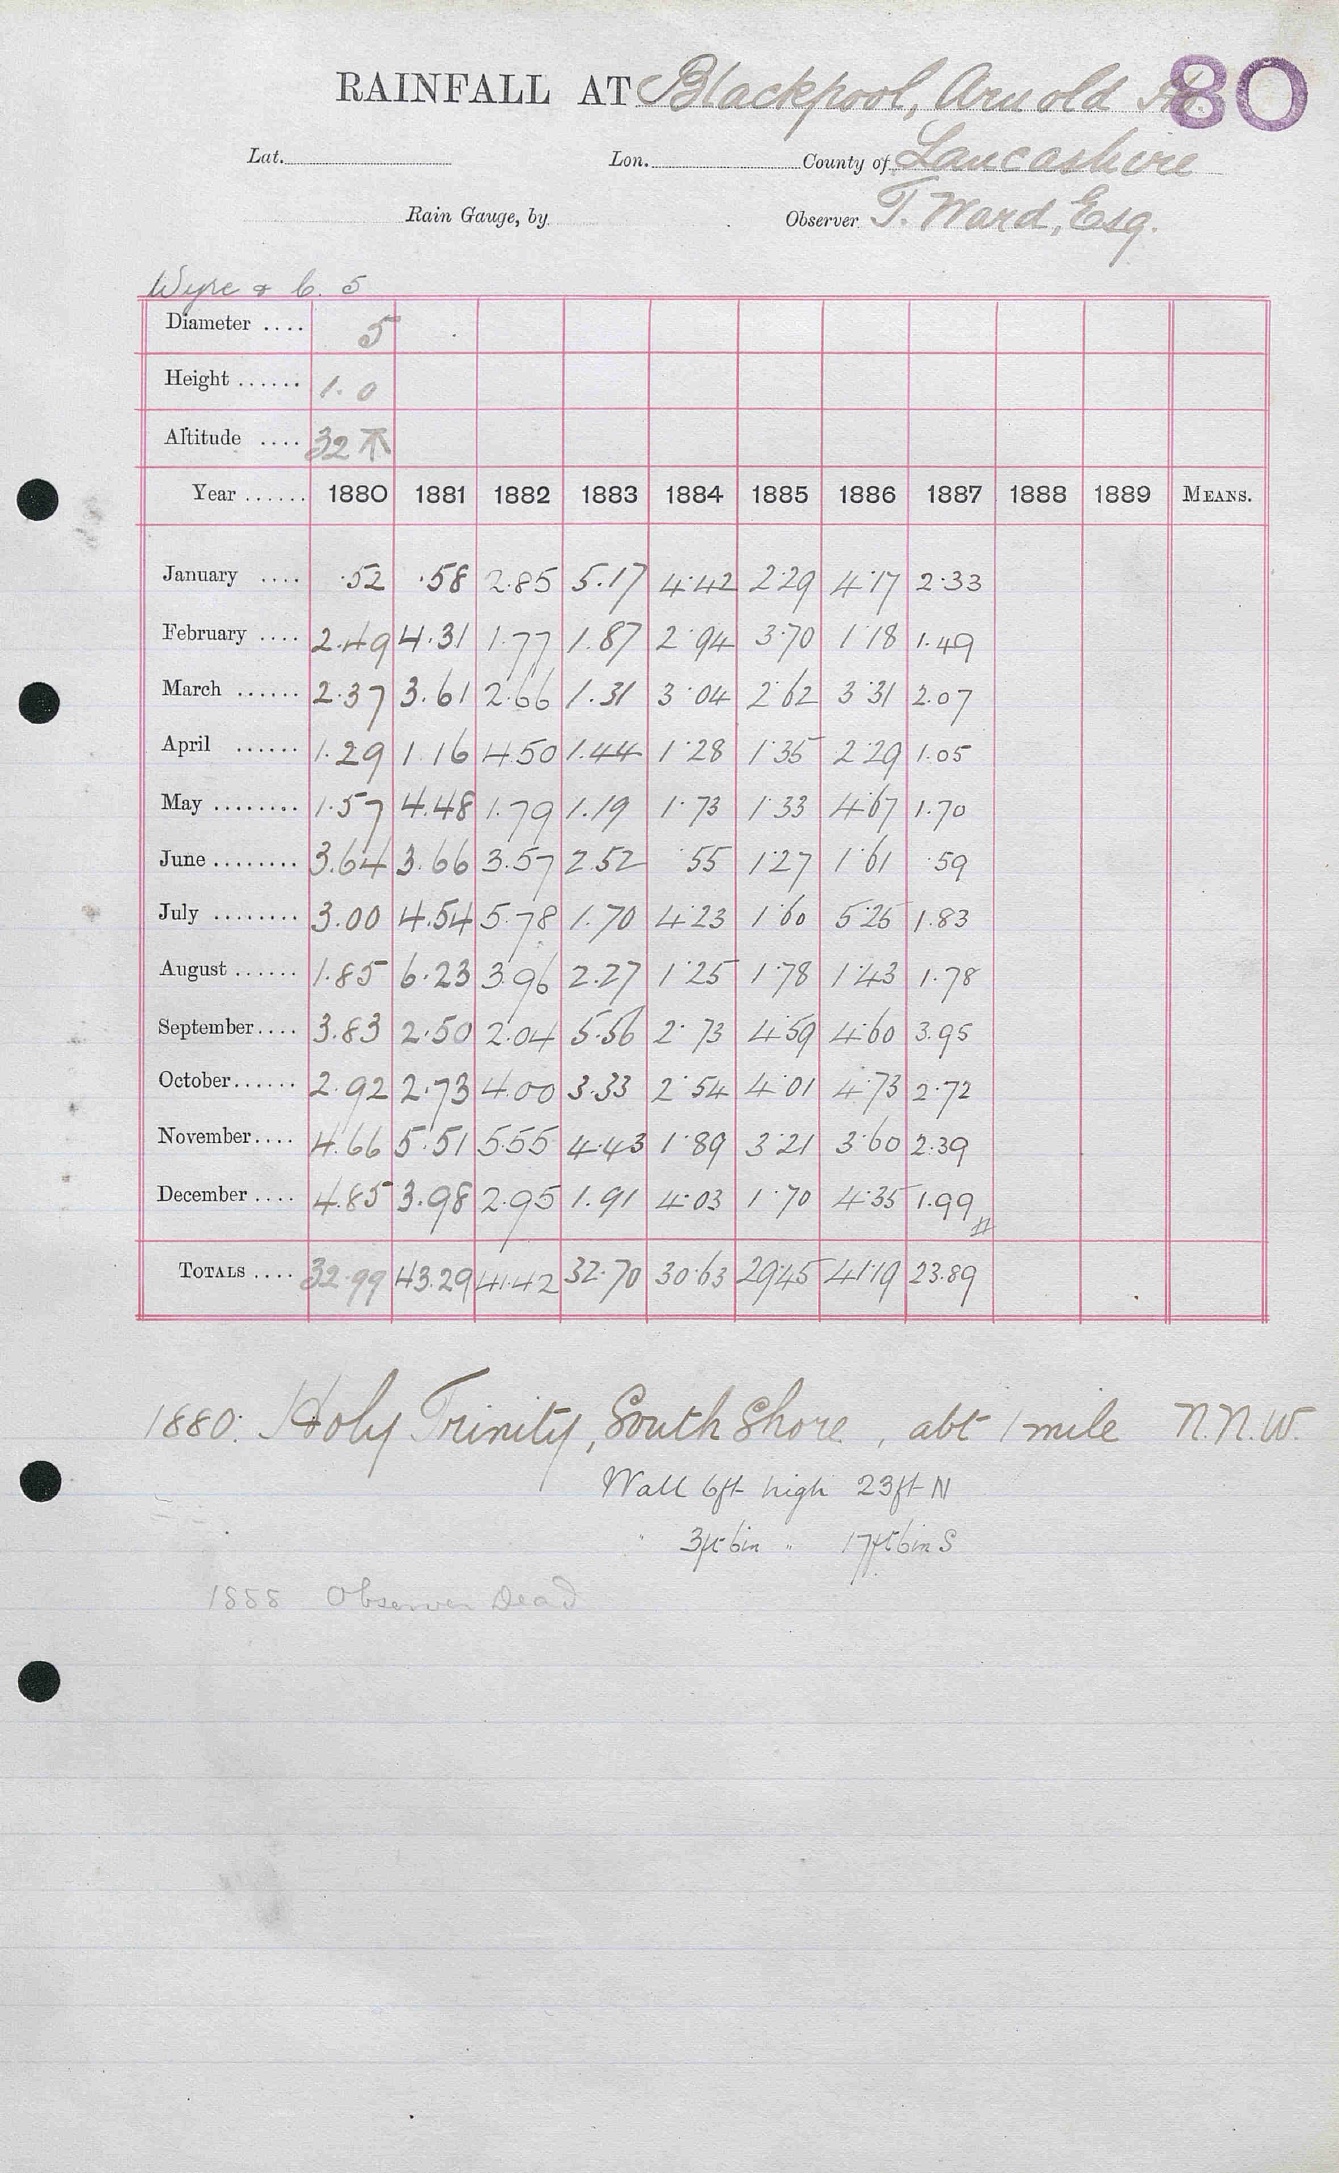 RAINFALL AT Blackpool, Arnold Ho. 80
Lat. Lon. County of Lancashire
Rain Gauge, by Observer T. Ward, Esq.
Wyre & C. 5
Diameter .... 5
Height ...... 1.0
Altitude .... 32
Year ...... 1880 1881 1882 1883 1884 1885 1886 1887 1888 1889 MEANS.
January .... .52 .58 2.85 5.17 4.42 2.29 4.17 2.33
February .... 2.49 4.31 1.77 1.87 2.94 3.70 1.18 1.49
March ...... 2.37 3.61 2.66 1.31 3.04 2.62 3.31 2.07
April ...... 1.29 1.16 4.50 1.44 1.28 1.35 2.29 1.05
May ........ 1.57 4.48 1.79 1.19 1.73 1.33 4.67 1.70
June ........ 3.64 3.66 3.57 2.52 .55 1.27 1.61 .59
July ........ 3.00 4.54 5.78 1.70 4.23 1.60 5.25 1.83
August ...... 1.85 6.23 3.96 2.27 1.25 1.78 1.43 1.78
September .... 3.83 2.50 2.04 5.56 2.73 4.59 4.60 3.95
October ...... 2.92 2.73 4.00 3.33 2.54 4.01 4.73 2.72
November .... 4.66 5.51 5.55 4.43 1.89 3.21 3.60 2.39
December .... 4.85 3.98 2.95 1.91 4.03 1.70 4.35 1.99
TOTALS .... 32.99 43.29 41.42 32.70 30.63 29.45 41.19 23.89
1880: Holy Trinity, South Shore, abt 1 mile N.N.W.
Wall 6ft high 23ft N
" 3ft 6in " 17ft 6in S
1888 Observer Dead